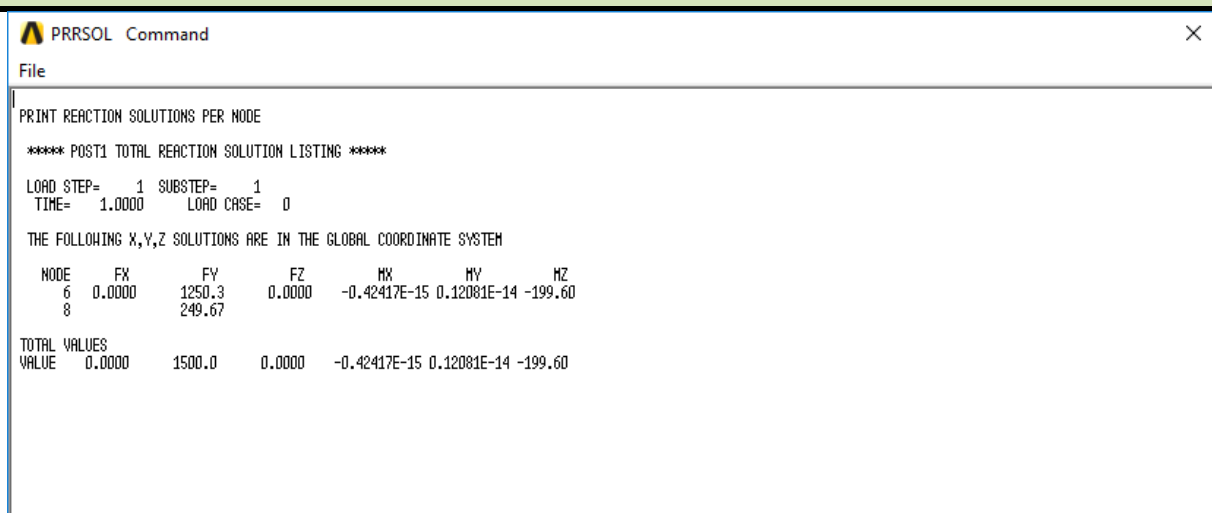 PRRSOL Command
File
PRINT REACTION SOLUTIONS PER NODE
***** POST1 TOTAL REACTION SOLUTION LISTING *****
LOAD STEP= 1 SUBSTEP= 1
TIME= 1.0000 LOAD CASE= 0
THE FOLLOWING X,Y,Z SOLUTIONS ARE IN THE GLOBAL COORDINATE SYSTEM
NODE FX FY FZ MX MY MZ
6 0.0000 1250.3 0.0000 -0.42417E-15 0.12081E-14 -199.60
8 249.67
TOTAL VALUES
VALUE 0.0000 1500.0 0.0000 -0.42417E-15 0.12081E-14 -199.60